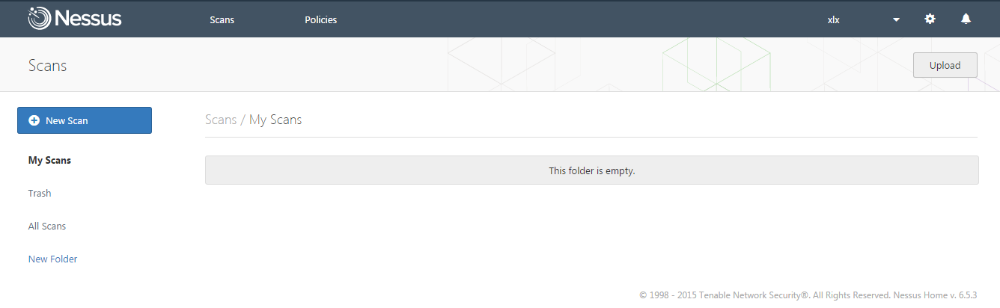 Nessus Scans Policies xlx
Scans
Upload
New Scan
Scans / My Scans
My Scans
This folder is empty.
Trash
All Scans
New Folder
© 1998 - 2015 Tenable Network Security®. All Rights Reserved. Nessus Home v. 6.5.3